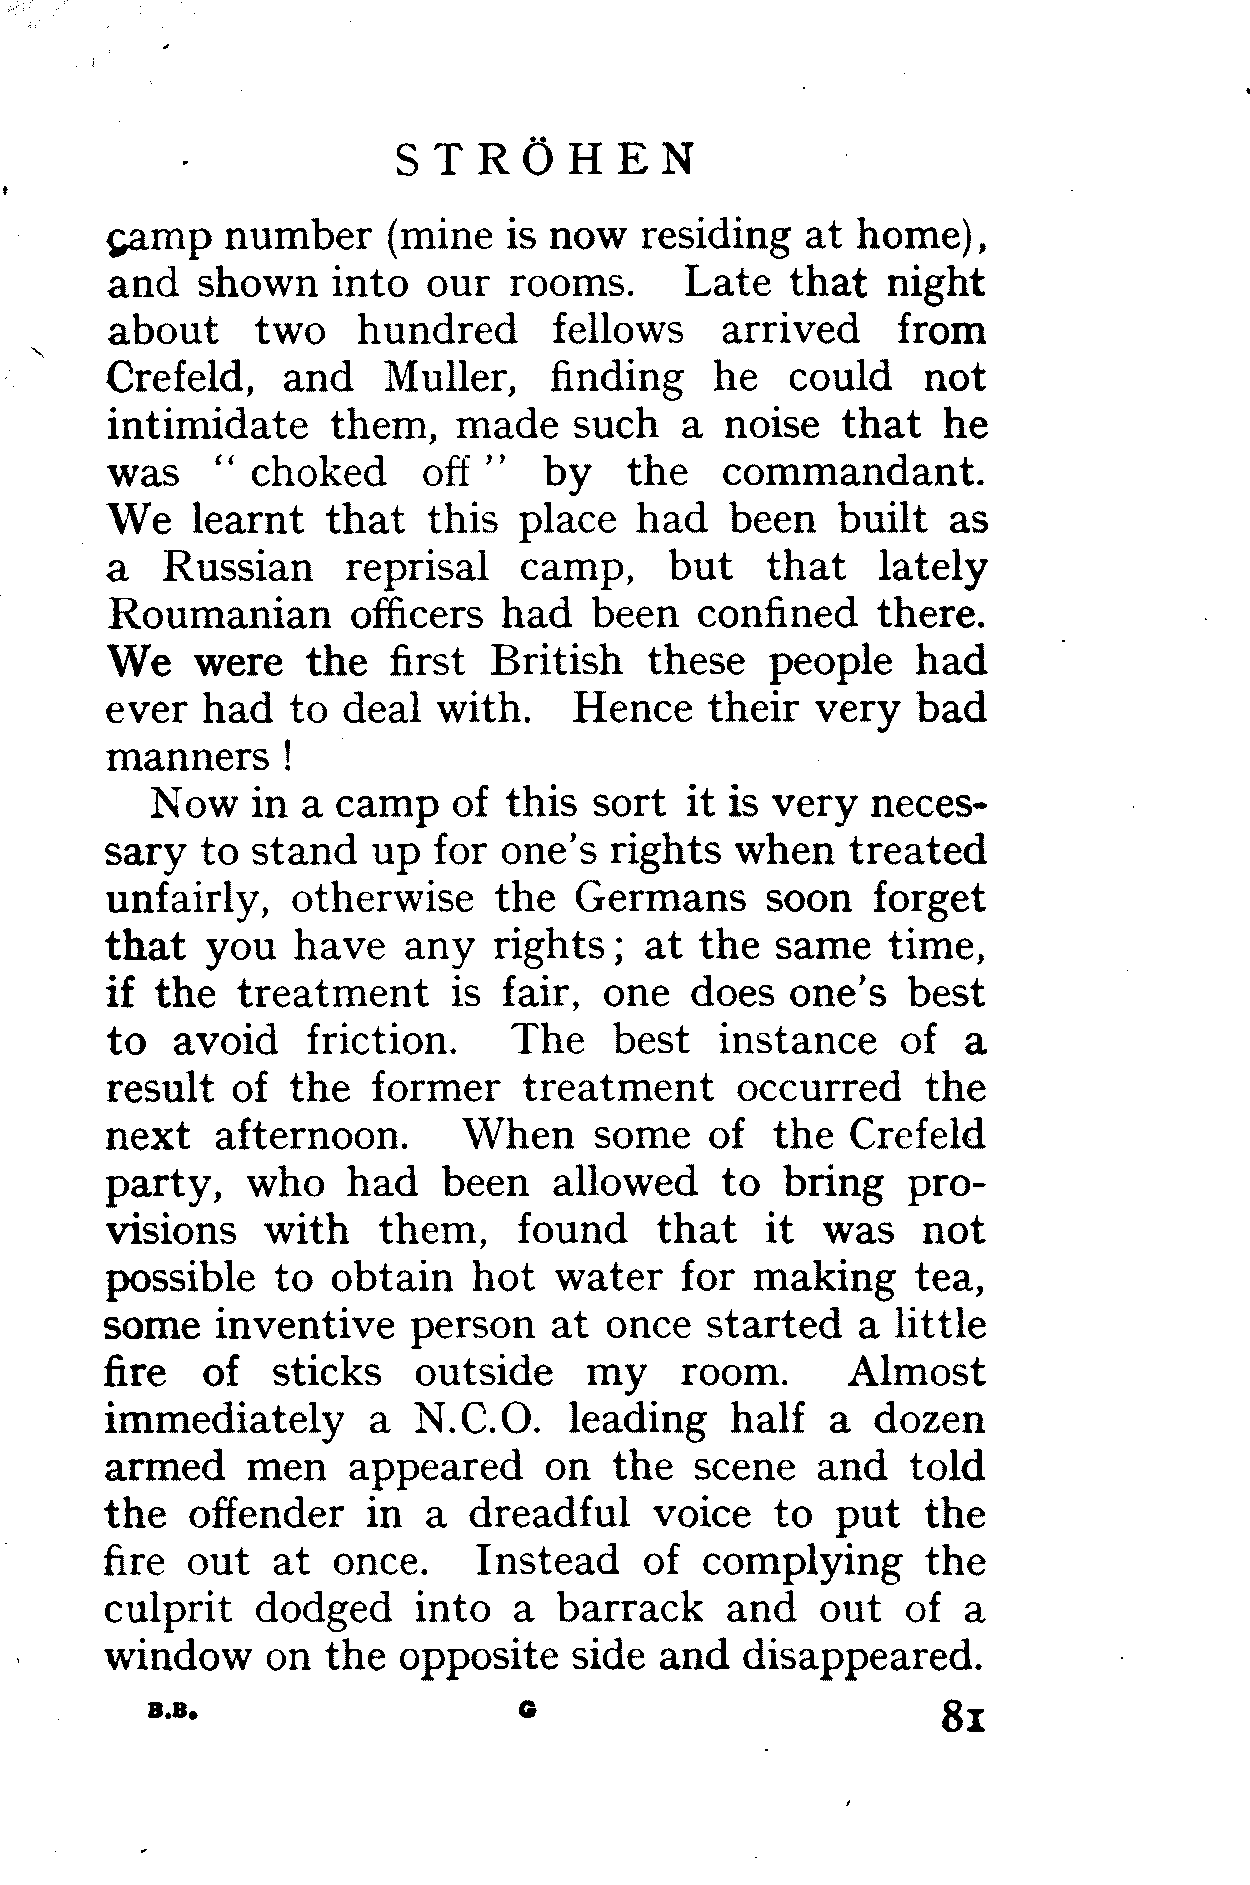 STRÖHEN
camp number (mine is now residing at home),
and shown into our rooms. Late that night
about two hundred fellows arrived from
Crefeld, and Muller, finding he could not
intimidate them, made such a noise that he
was " choked off " by the commandant.
We learnt that this place had been built as
a Russian reprisal camp, but that lately
Roumanian officers had been confined there.
We were the first British these people had
ever had to deal with. Hence their very bad
manners !
Now in a camp of this sort it is very neces-
sary to stand up for one's rights when treated
unfairly, otherwise the Germans soon forget
that you have any rights ; at the same time,
if the treatment is fair, one does one's best
to avoid friction. The best instance of a
result of the former treatment occurred the
next afternoon. When some of the Crefeld
party, who had been allowed to bring pro-
visions with them, found that it was not
possible to obtain hot water for making tea,
some inventive person at once started a little
fire of sticks outside my room. Almost
immediately a N.C.O. leading half a dozen
armed men appeared on the scene and told
the offender in a dreadful voice to put the
fire out at once. Instead of complying the
culprit dodged into a barrack and out of a
window on the opposite side and disappeared.
B.B. G 81